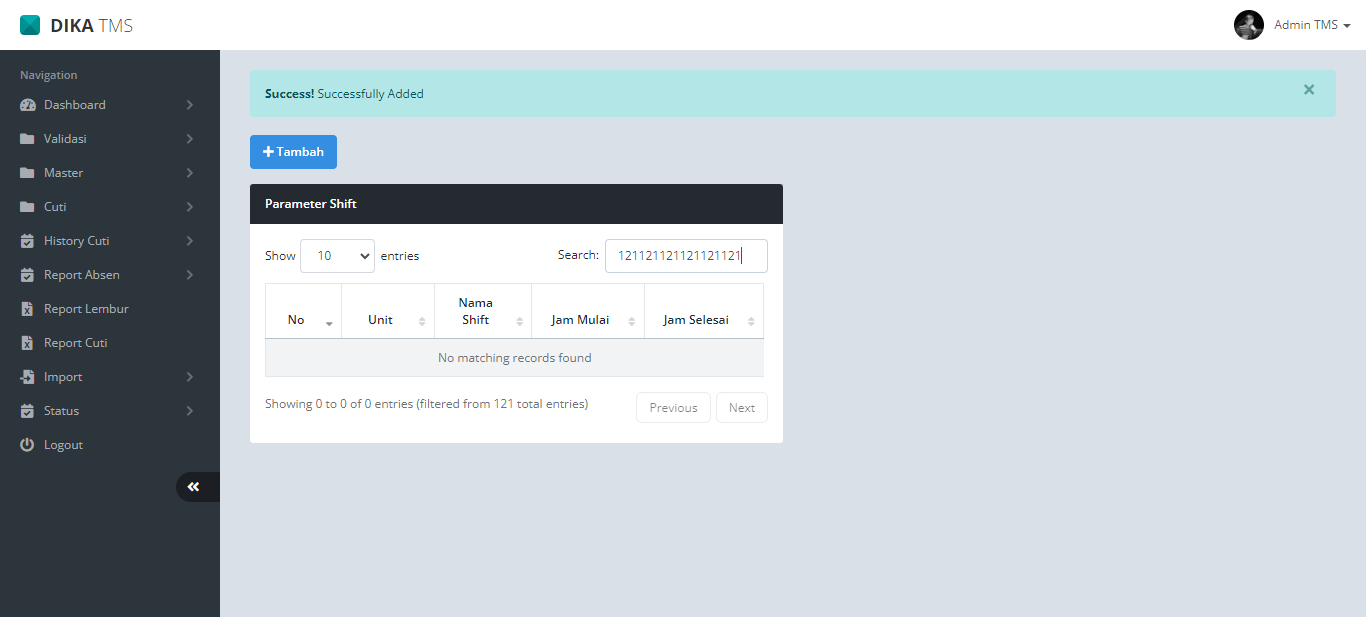 DIKA TMS
Admin TMS
Navigation
Dashboard
Validasi
Master
Cuti
History Cuti
Report Absen
Report Lembur
Report Cuti
Import
Status
Logout
Success! Successfully Added
×
+ Tambah
Parameter Shift
Show 10 entries
Search: 121121121121121121
No Unit Nama Shift Jam Mulai Jam Selesai
No matching records found
Showing 0 to 0 of 0 entries (filtered from 121 total entries)
Previous Next